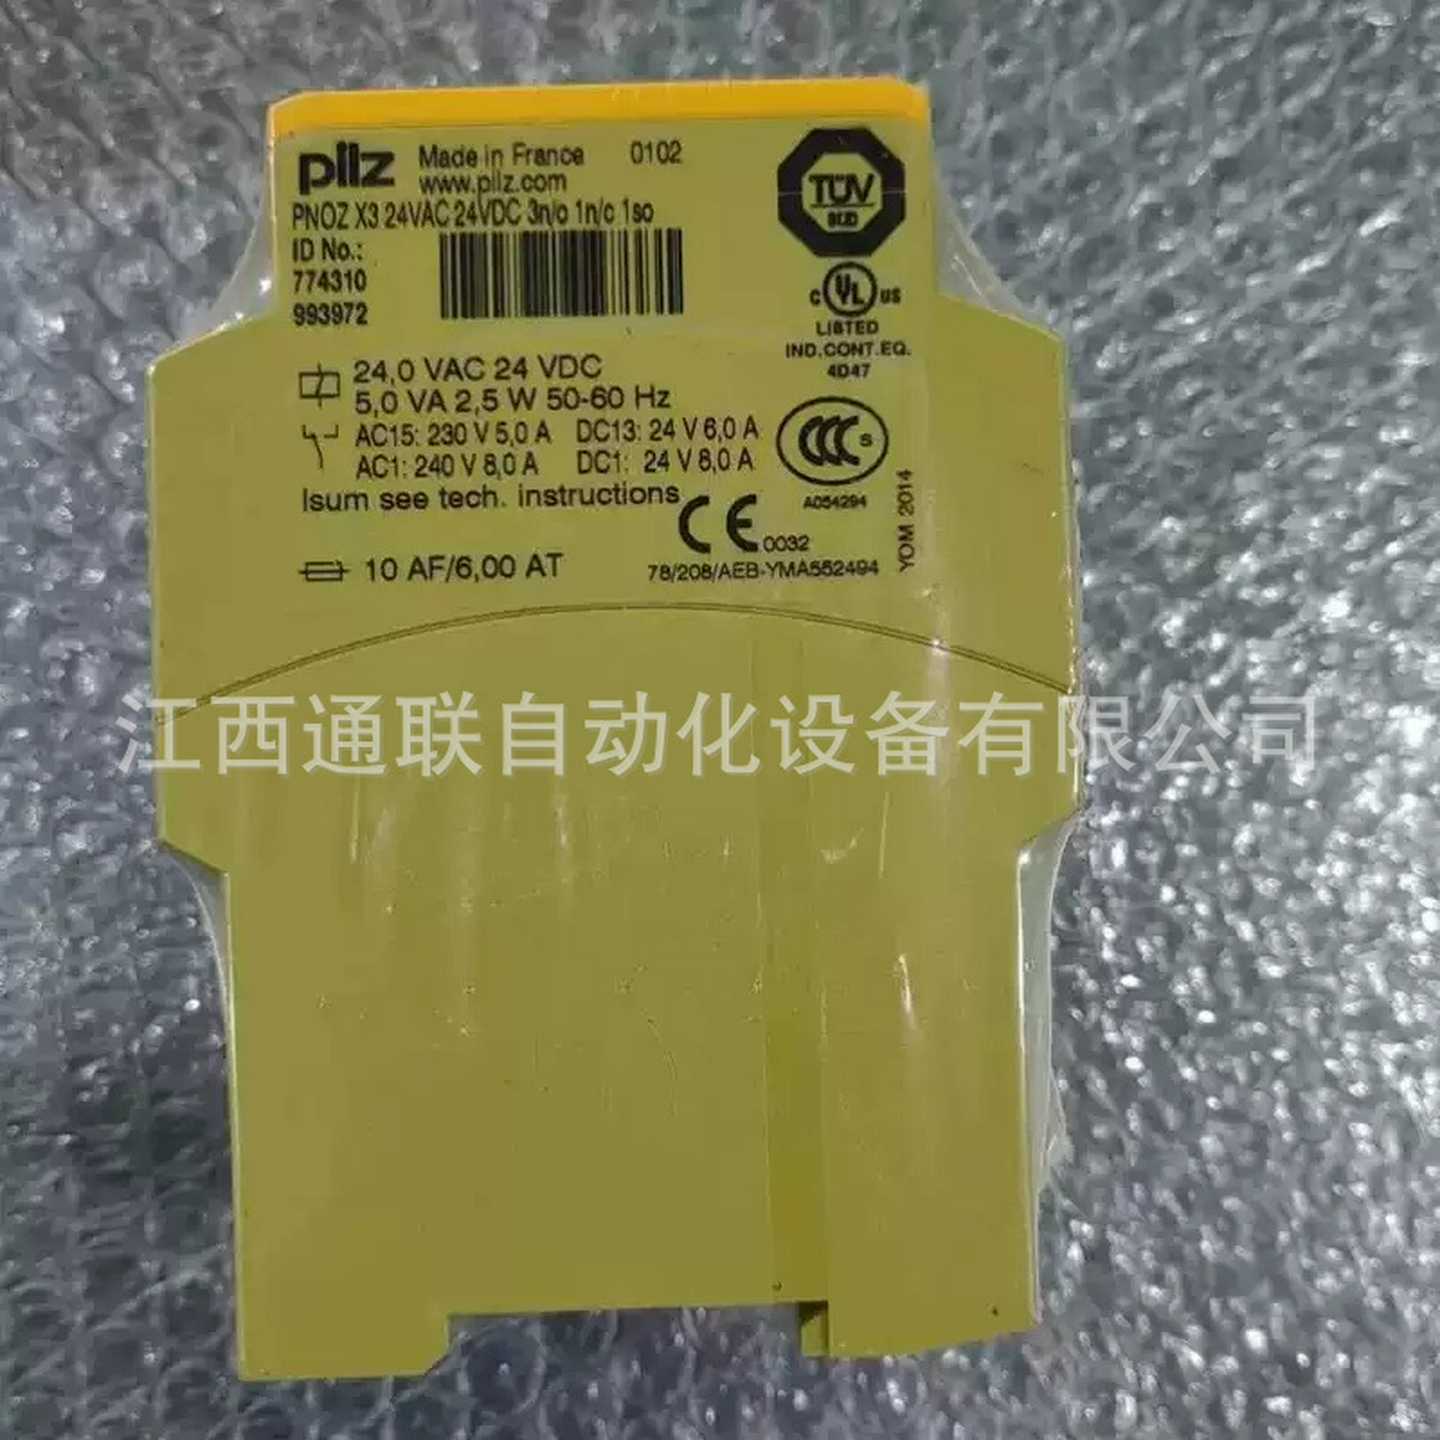 pilz Made in France 0102
www.pilz.com
PNOZ X3 24VAC 24VDC 3n/o 1n/c 1so
ID No.:
774310
993972
TÜV
SÜD
C UL US
LISTED
IND.CONT.EQ.
4D47
24,0 VAC 24 VDC
5,0 VA 2,5 W 50-60 Hz
AC15: 230 V 5,0 A DC13: 24 V 6,0 A
AC1: 240 V 8,0 A DC1: 24 V 8,0 A
Isum see tech. instructions
CCC S
A054294
CE 0032
10 AF/6,00 AT
78/208/AEB-YMA552494
YOM 2014
江西通联自动化设备有限公司